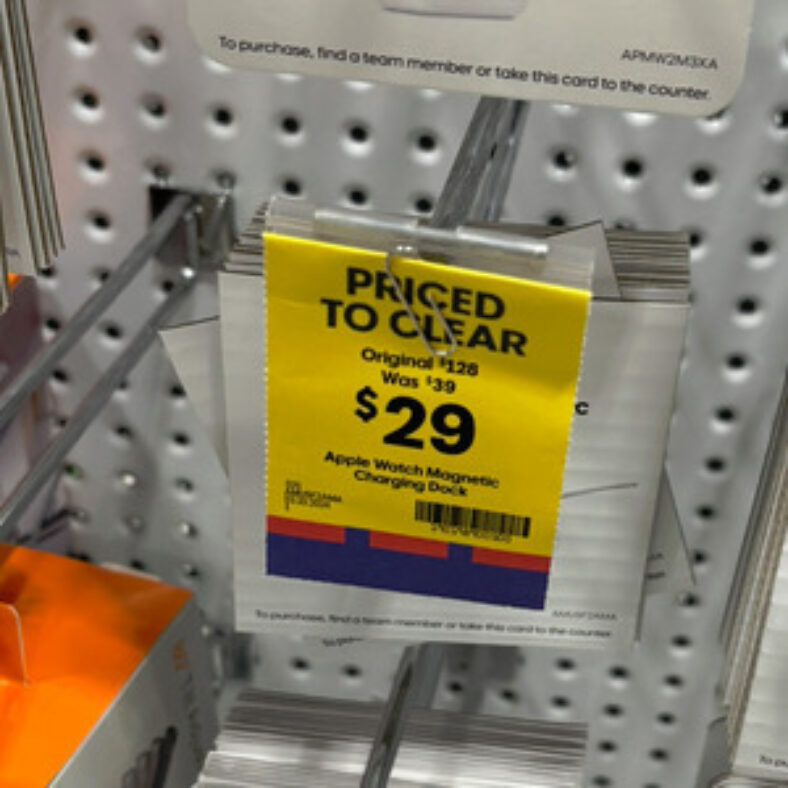 APMW2M3XA
To purchase, find a team member or take this card to the counter.
PRICED
TO CLEAR
Original $128
Was $39
$29
Apple Watch Magnetic
Charging Dock
c
To purchase, find a team member or take this card to the counter.
To pu